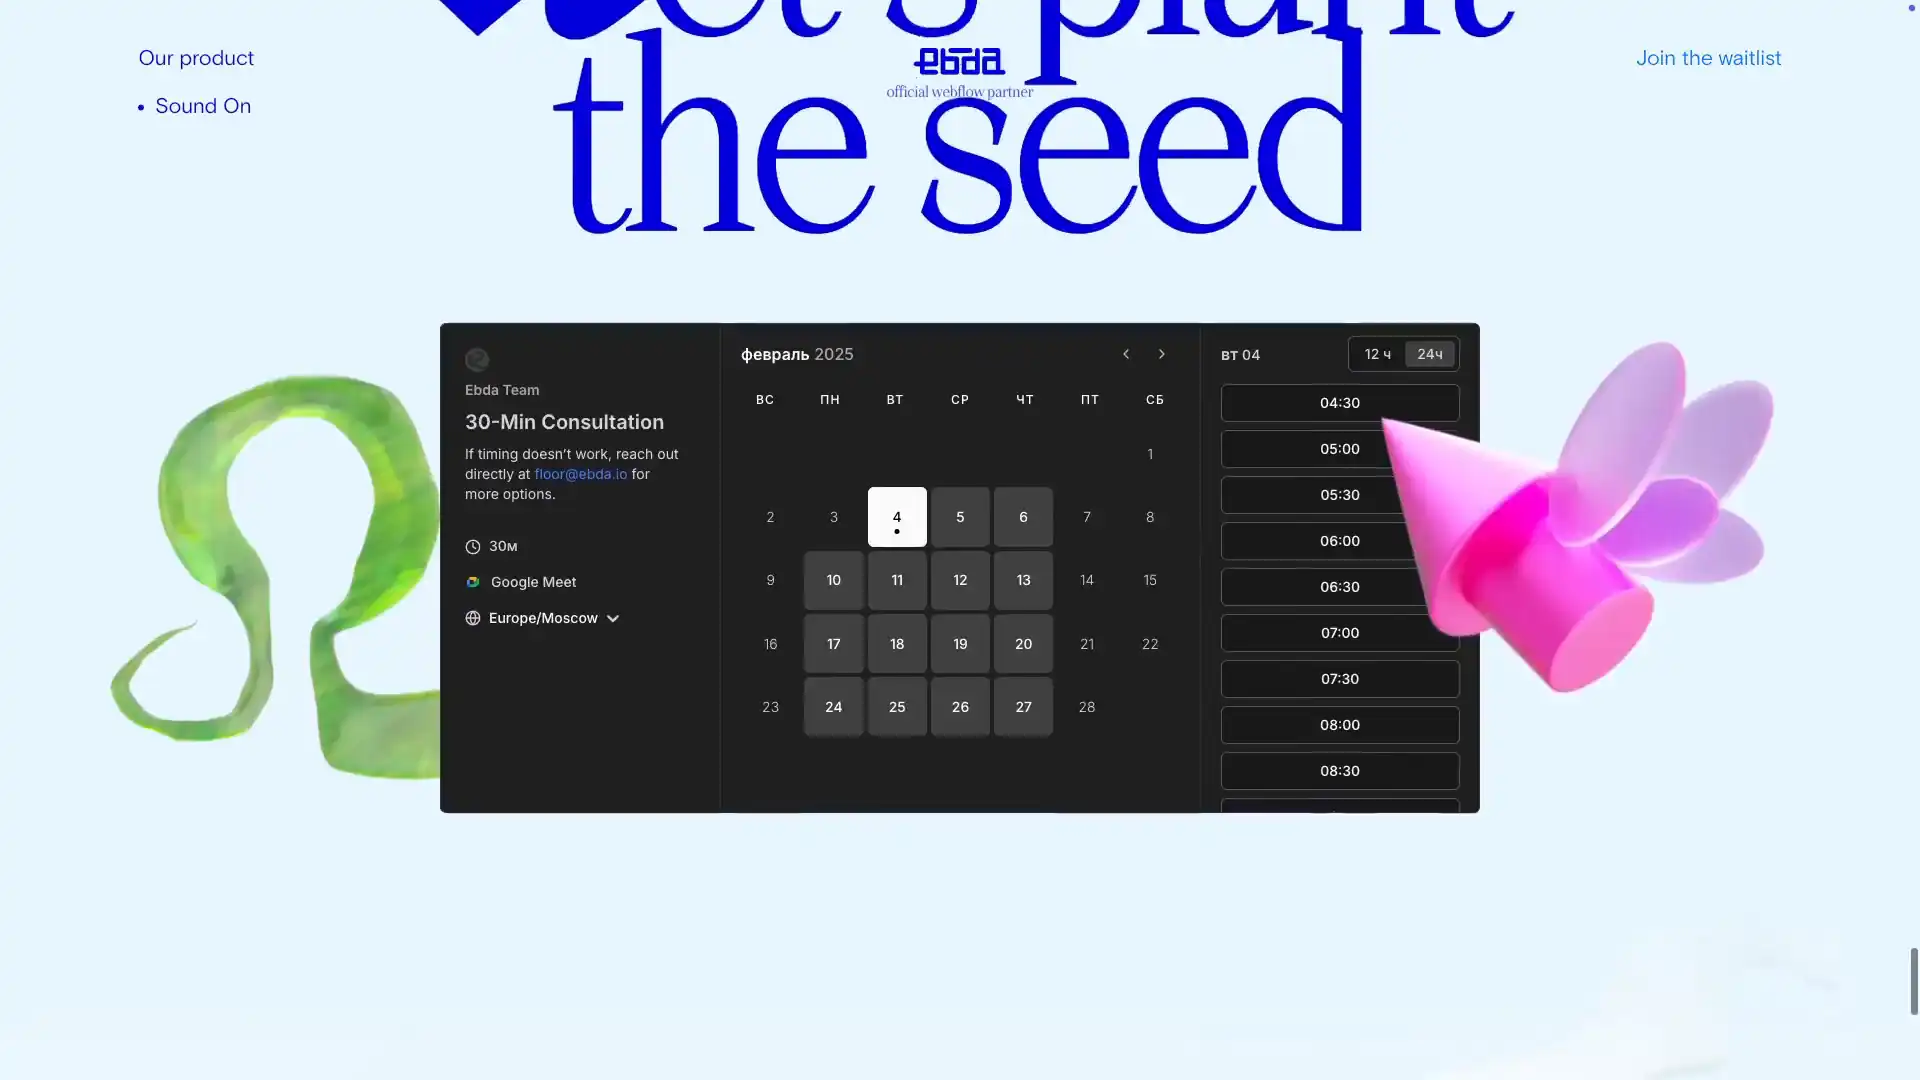 Let's plant
the seed
Our product
Sound On
ebda
official webflow partner
Join the waitlist
Ebda Team
30-Min Consultation
If timing doesn’t work, reach out
directly at floor@ebda.io for
more options.
30м
Google Meet
Europe/Moscow
февраль 2025
ВС ПН ВТ СР ЧТ ПТ СБ
1
2 3 4 5 6 7 8
9 10 11 12 13 14 15
16 17 18 19 20 21 22
23 24 25 26 27 28
вт 04
12 ч 24ч
04:30
05:00
05:30
06:00
06:30
07:00
07:30
08:00
08:30